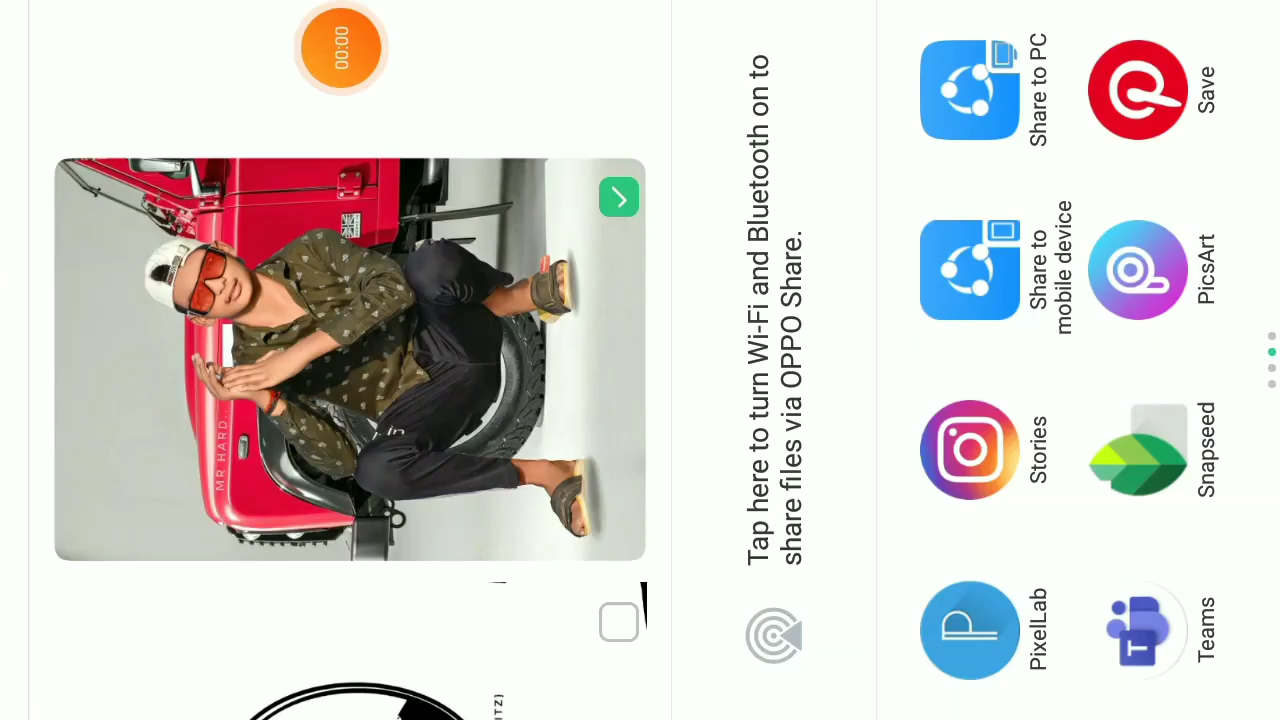 00:00
MR HARD...
ITZ}
Tap here to turn Wi-Fi and Bluetooth on to
share files via OPPO Share.
PixelLab
Stories
Share to
mobile device
Share to PC
Teams
Snapseed
PicsArt
Save